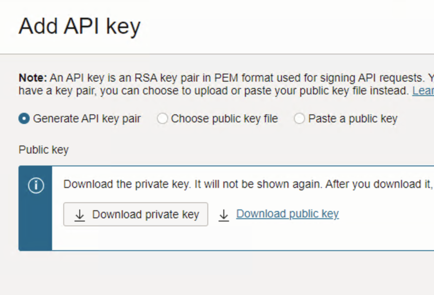 Add API key
Note: An API key is an RSA key pair in PEM format used for signing API requests.
have a key pair, you can choose to upload or paste your public key file instead.
Generate API key pair Choose public key file Paste a public key
Public key
Download the private key. It will not be shown again. After you download it,
Download private key Download public key